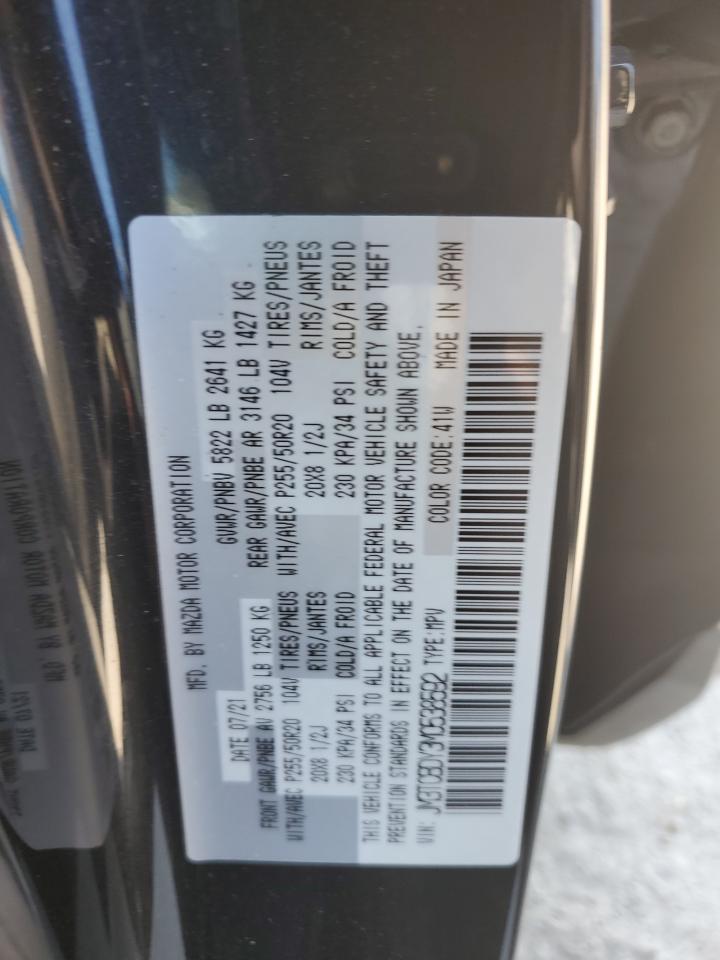 MFD. BY MAZDA MOTOR CORPORATION
DATE 07/21 GVWR/PNBV 5822 LB 2641 KG
FRONT GAWR/PNBE AV 2756 LB 1250 KG REAR GAWR/PNBE AR 3146 LB 1427 KG
WITH/AVEC P255/50R20 104V TIRES/PNEUS WITH/AVEC P255/50R20 104V TIRES/PNEUS
20X8 1/2J RIMS/JANTES 20X8 1/2J RIMS/JANTES
230 KPA/34 PSI COLD/A FROID 230 KPA/34 PSI COLD/A FROID
THIS VEHICLE CONFORMS TO ALL APPLICABLE FEDERAL MOTOR VEHICLE SAFETY AND THEFT
PREVENTION STANDARDS IN EFFECT ON THE DATE OF MANUFACTURE SHOWN ABOVE.
VIN: JM3TCBDY3M0538592 TYPE:MPV COLOR CODE:41W MADE IN JAPAN